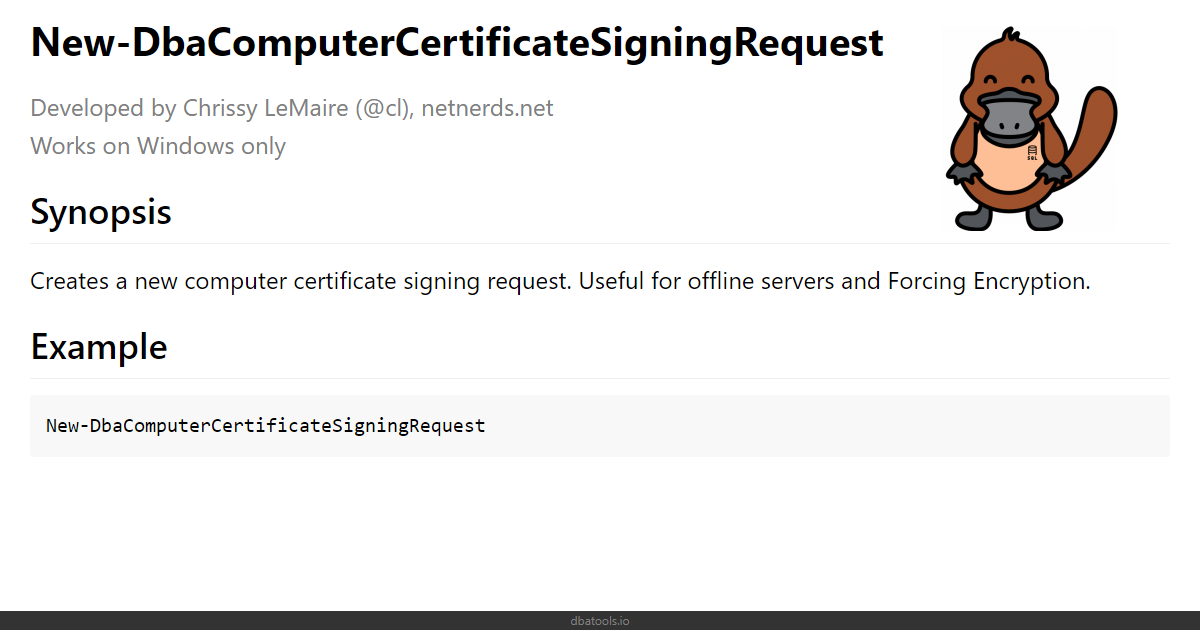 New-DbaComputerCertificateSigningRequest
Developed by Chrissy LeMaire (@cl), netnerds.net
Works on Windows only
SQL
Synopsis
Creates a new computer certificate signing request. Useful for offline servers and Forcing Encryption.
Example
New-DbaComputerCertificateSigningRequest
dbatools.io